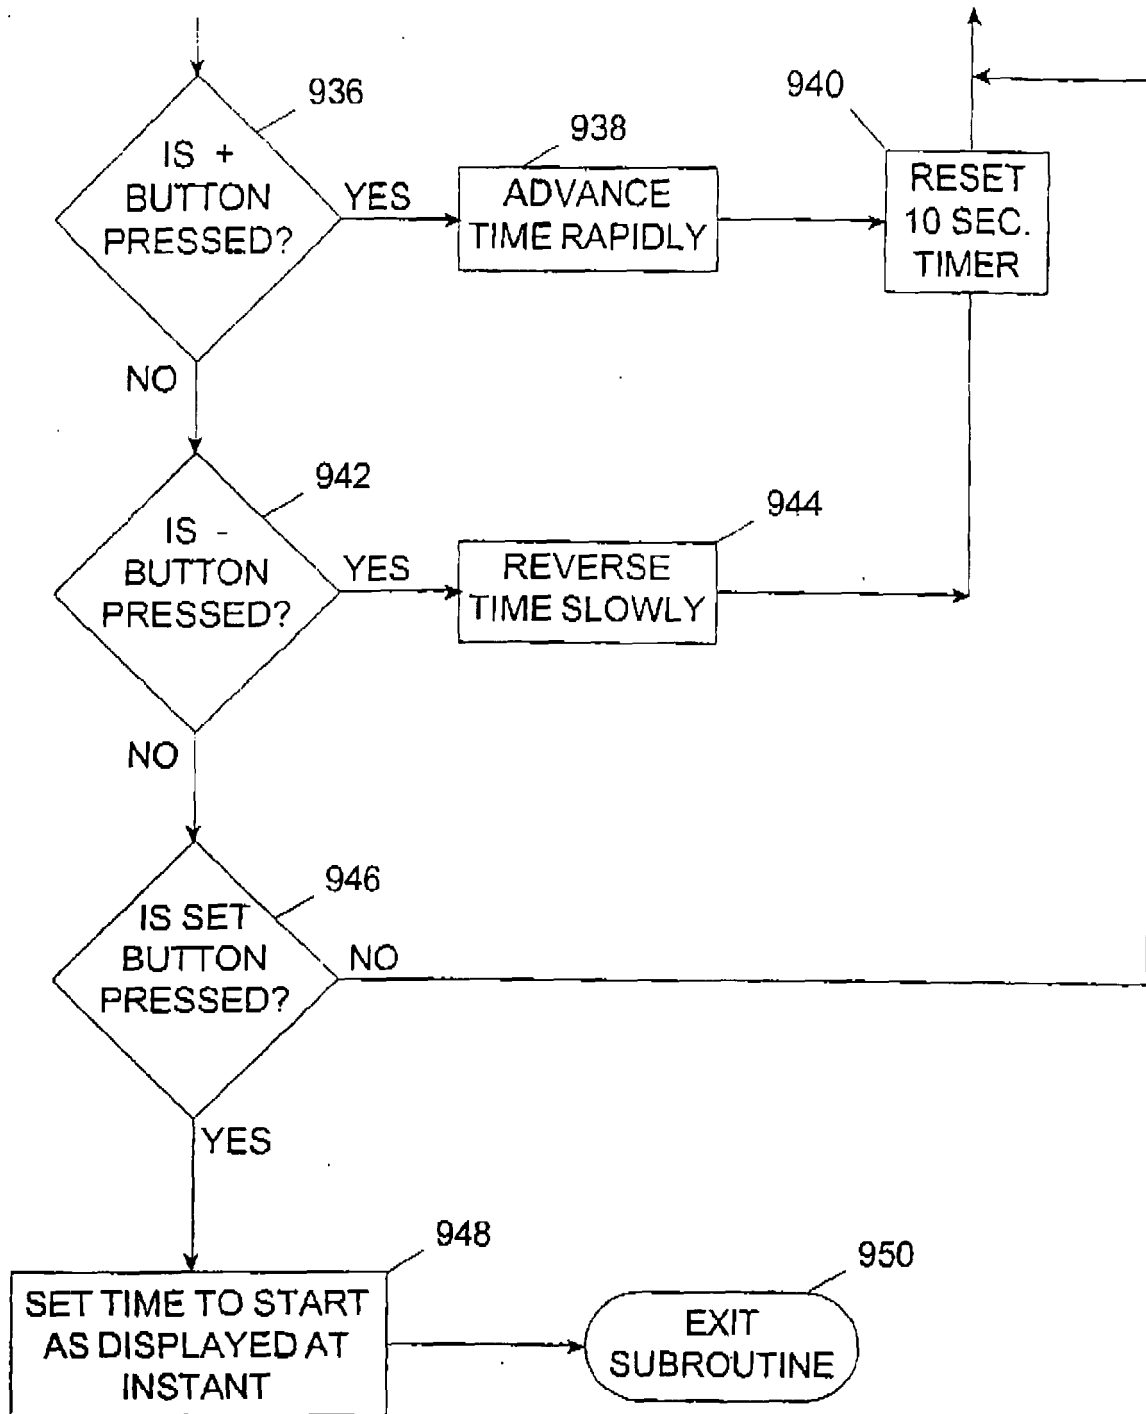 936
IS +
BUTTON
PRESSED?
YES
938
ADVANCE
TIME RAPIDLY
940
RESET
10 SEC.
TIMER
NO
942
IS -
BUTTON
PRESSED?
YES
944
REVERSE
TIME SLOWLY
NO
946
IS SET
BUTTON
PRESSED?
NO
YES
948
SET TIME TO START
AS DISPLAYED AT
INSTANT
950
EXIT
SUBROUTINE